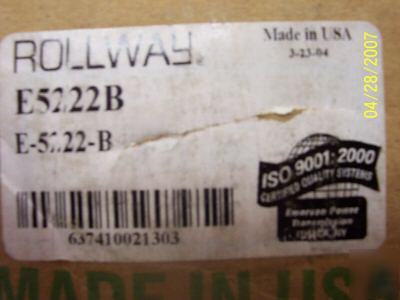 ROLLWAY
Made in USA
3-23-04
E5222B
E-5222-B
ISO 9001: 2000
CERTIFIED QUALITY SYSTEMS
Emerson Power
Transmission
637410021303
MADE IN USA
04/28/2007